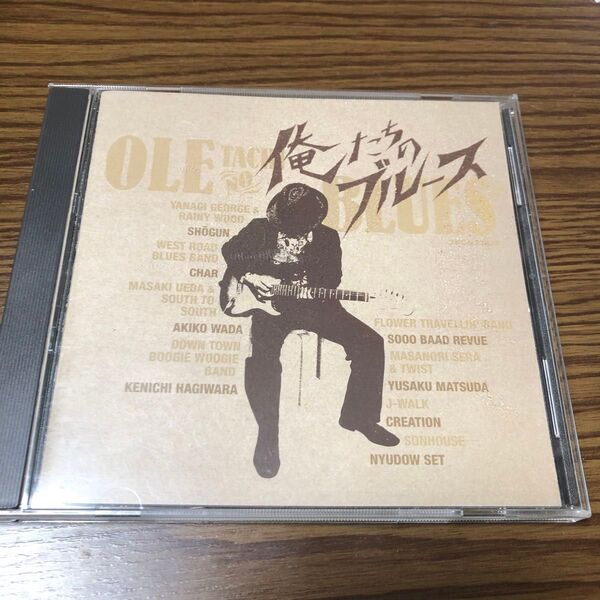 OLE
TACHI
NO
BLUES
俺たちの
ブルース
YANAGI GEORGE &
RAINY WOOD
SHŌGUN
WEST ROAD
BLUES BAND
CHAR
MASAKI UEDA &
SOUTH TO
SOUTH
AKIKO WADA
DOWN TOWN
BOOGIE WOOGIE
BAND
KENICHI HAGIWARA
FLOWER TRAVELLIN' BAND
SOOO BAAD REVUE
MASANORI SERA
& TWIST
YUSAKU MATSUDA
J-WALK
CREATION
SONHOUSE
NYUDOW SET